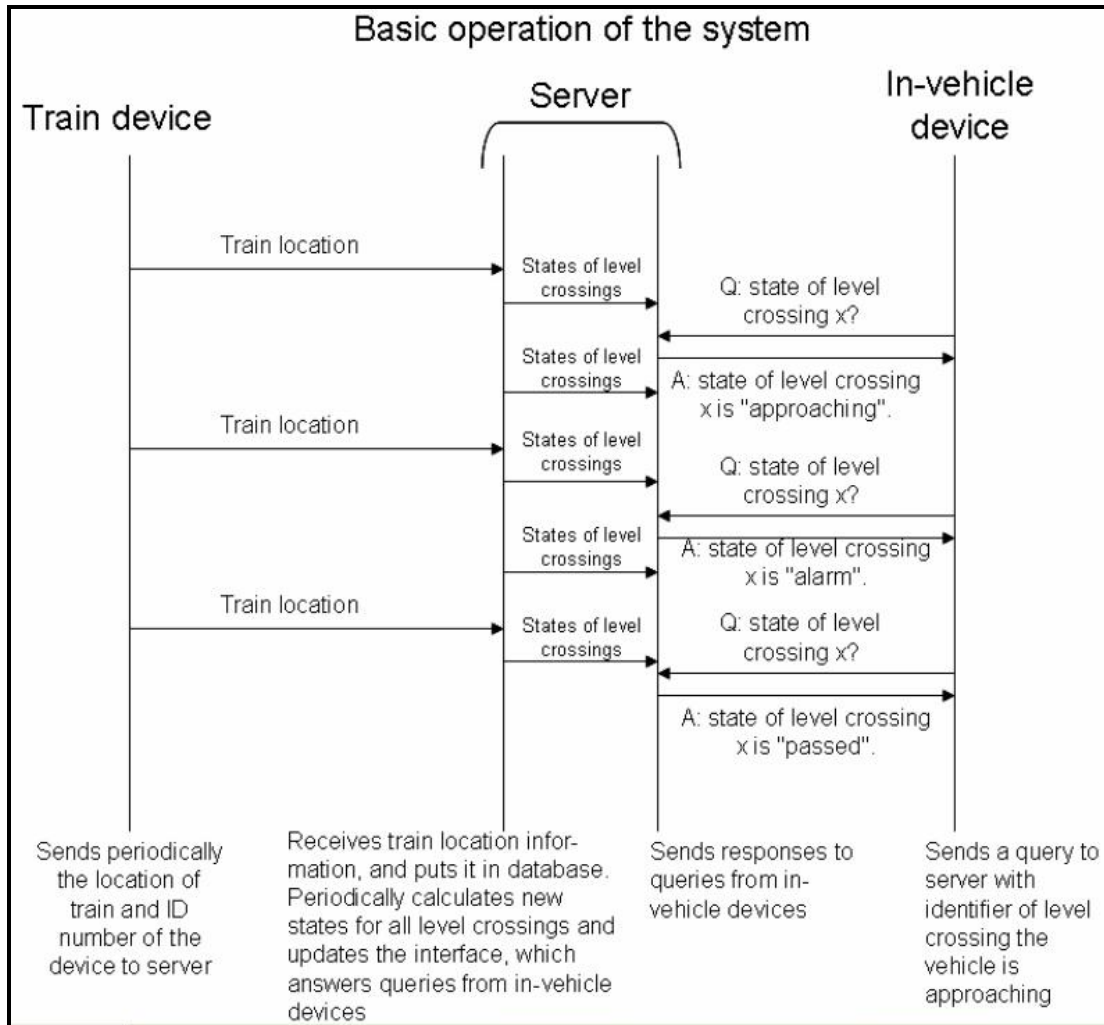 Basic operation of the system
Train device
Server
In-vehicle
device
Train location
States of level
crossings
Q: state of level
crossing x?
States of level
crossings
A: state of level crossing
x is "approaching".
Train location
States of level
crossings
Q: state of level
crossing x?
States of level
crossings
A: state of level crossing
x is "alarm".
Train location
States of level
crossings
Q: state of level
crossing x?
A: state of level crossing
x is "passed".
Sends periodically
the location of
train and ID
number of the
device to server
Receives train location infor-
mation, and puts it in database.
Periodically calculates new
states for all level crossings and
updates the interface, which
answers queries from in-vehicle
devices
Sends responses to
queries from in-
vehicle devices
Sends a query to
server with
identifier of level
crossing the
vehicle is
approaching